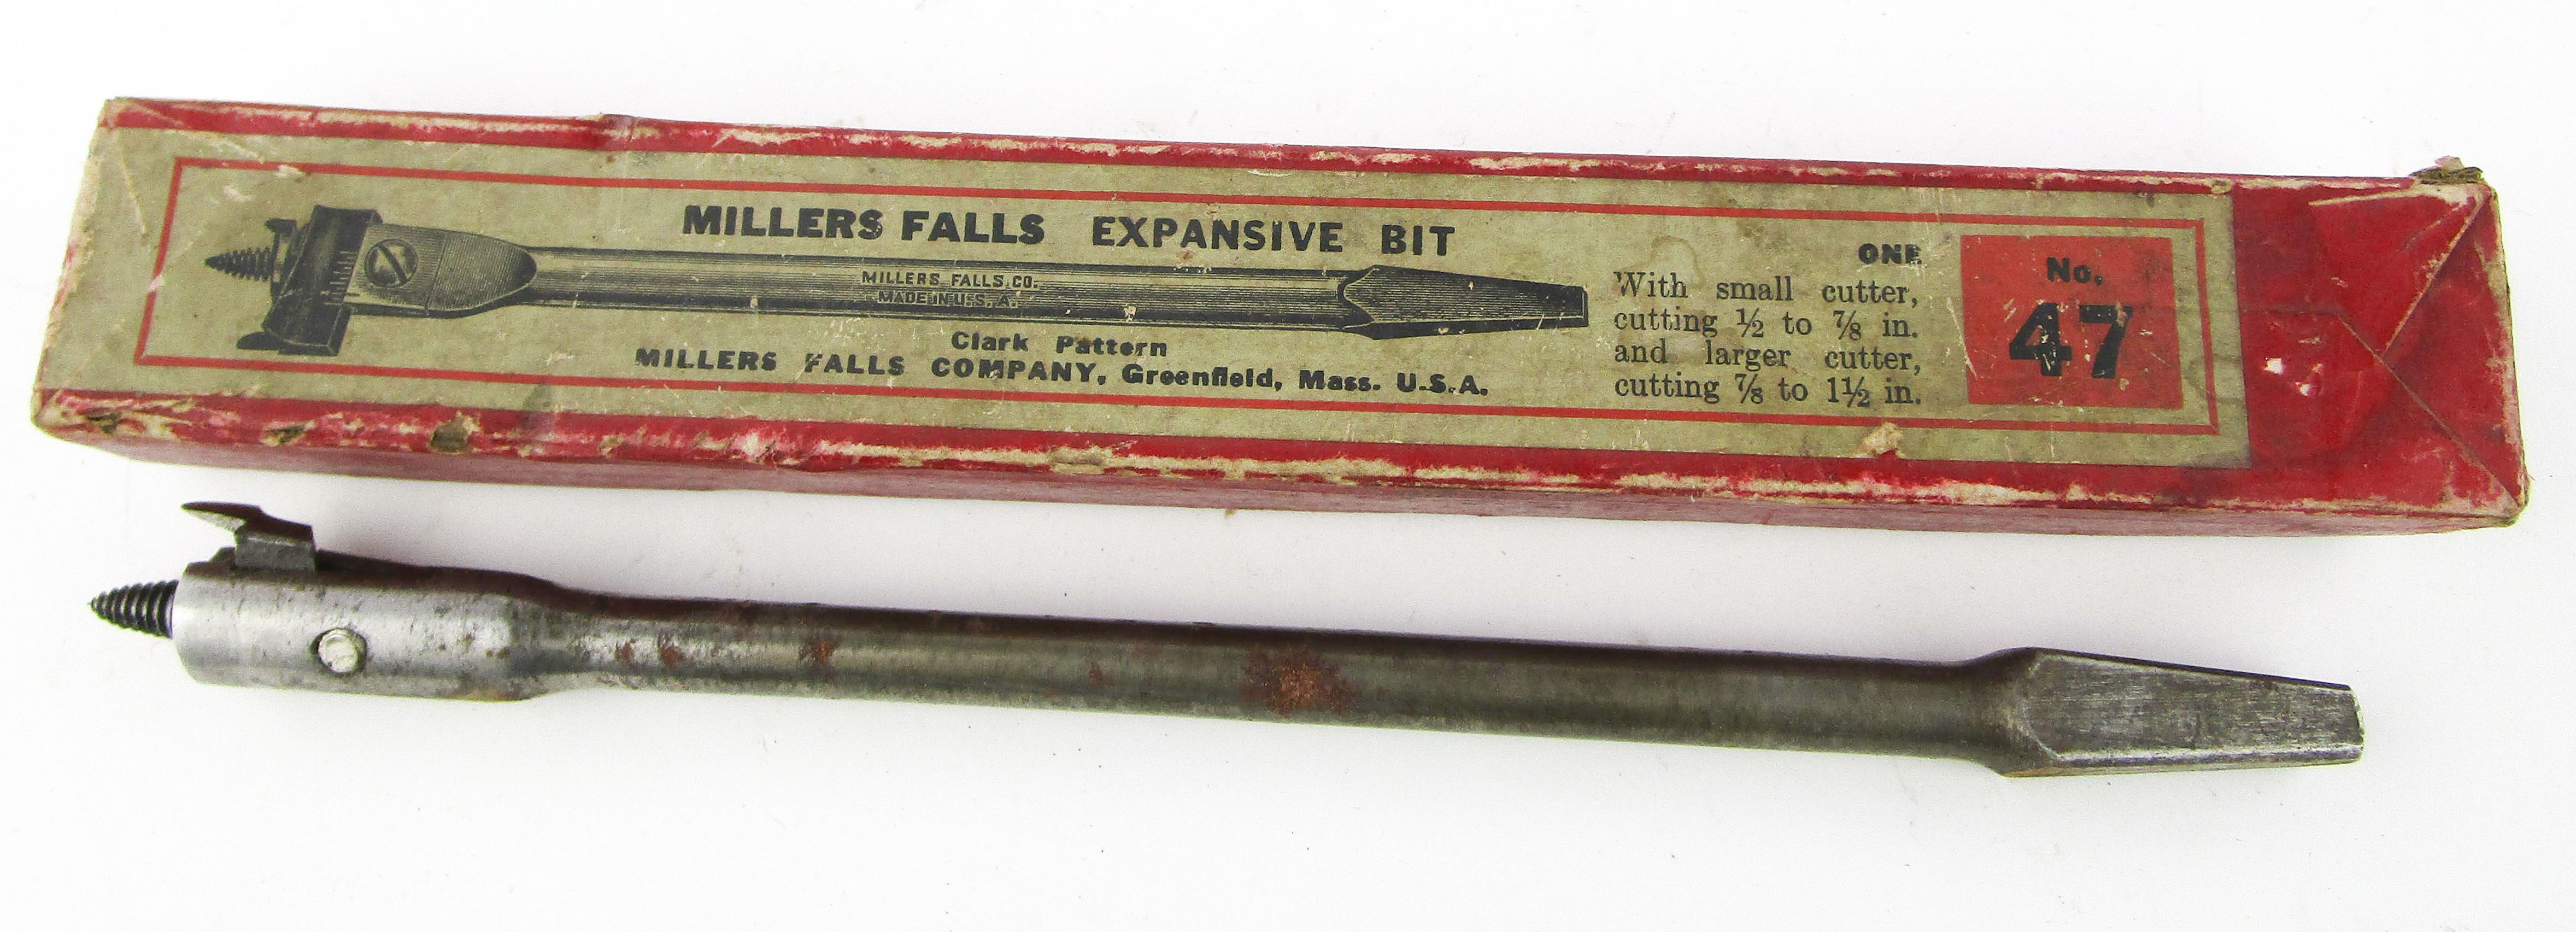 MILLERS FALLS EXPANSIVE BIT
MILLERS FALLS CO.
MADE IN U.S.A.
Clark Pattern
MILLERS FALLS COMPANY, Greenfield, Mass. U.S.A.
ONE
With small cutter,
cutting ½ to ⅞ in.
and larger cutter,
cutting ⅞ to 1½ in.
No.
47